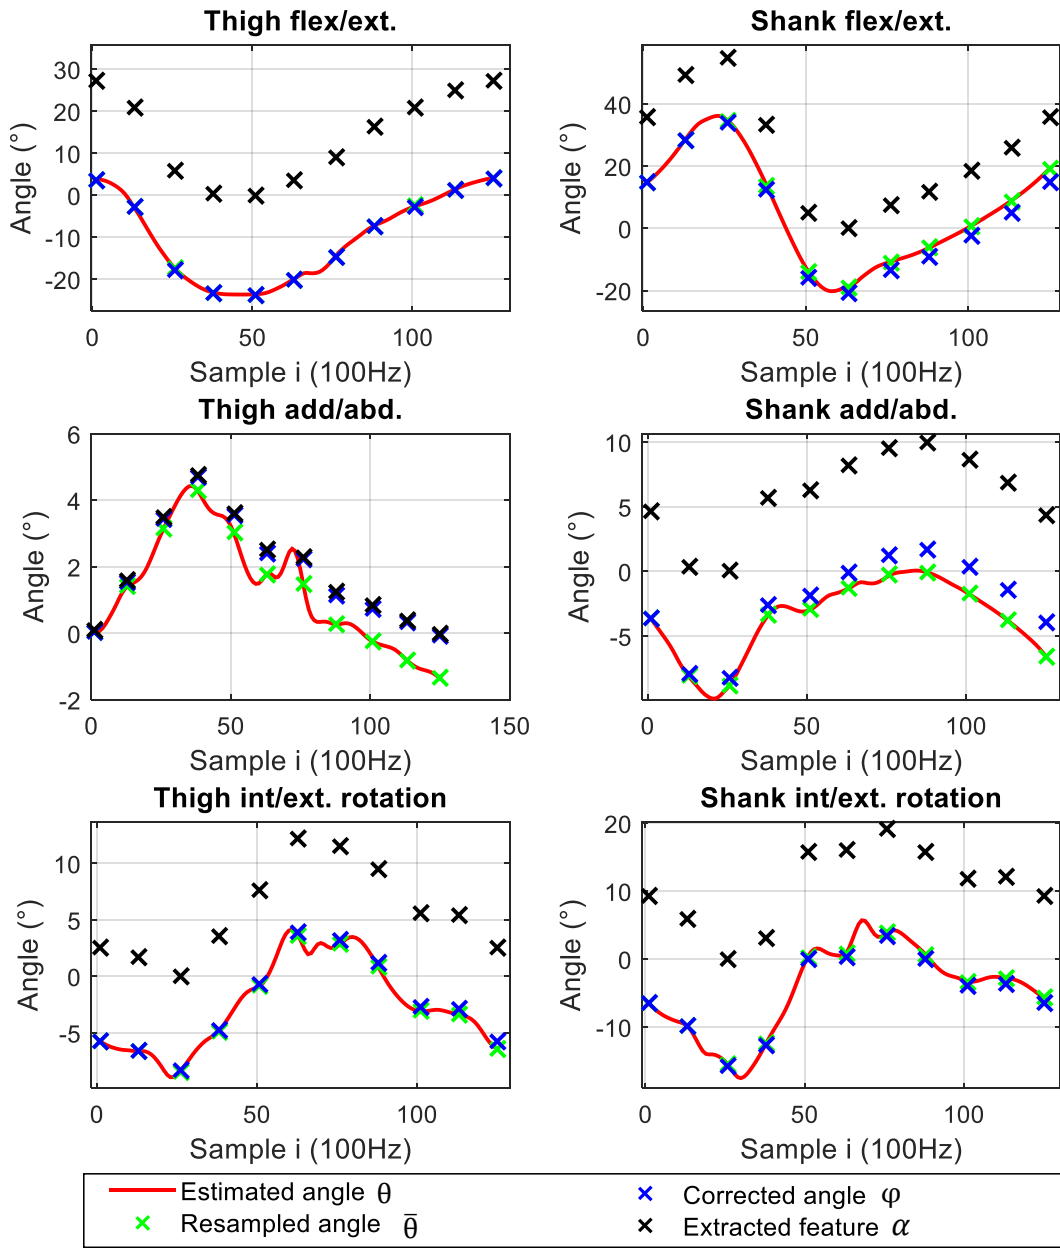 Thigh flex/ext.
Shank flex/ext.
30
20
10
0
-10
-20
Angle (°)
0
50
100
Sample i (100Hz)
40
20
0
-20
Angle (°)
0
50
100
Sample i (100Hz)
Thigh add/abd.
Shank add/abd.
6
4
2
0
-2
Angle (°)
0
50
100
150
Sample i (100Hz)
10
5
0
-5
Angle (°)
0
50
100
Sample i (100Hz)
Thigh int/ext. rotation
Shank int/ext. rotation
10
5
0
-5
Angle (°)
0
50
100
Sample i (100Hz)
20
10
0
-10
Angle (°)
0
50
100
Sample i (100Hz)
Estimated angle θ
Corrected angle φ
Resampled angle θ̅
Extracted feature α